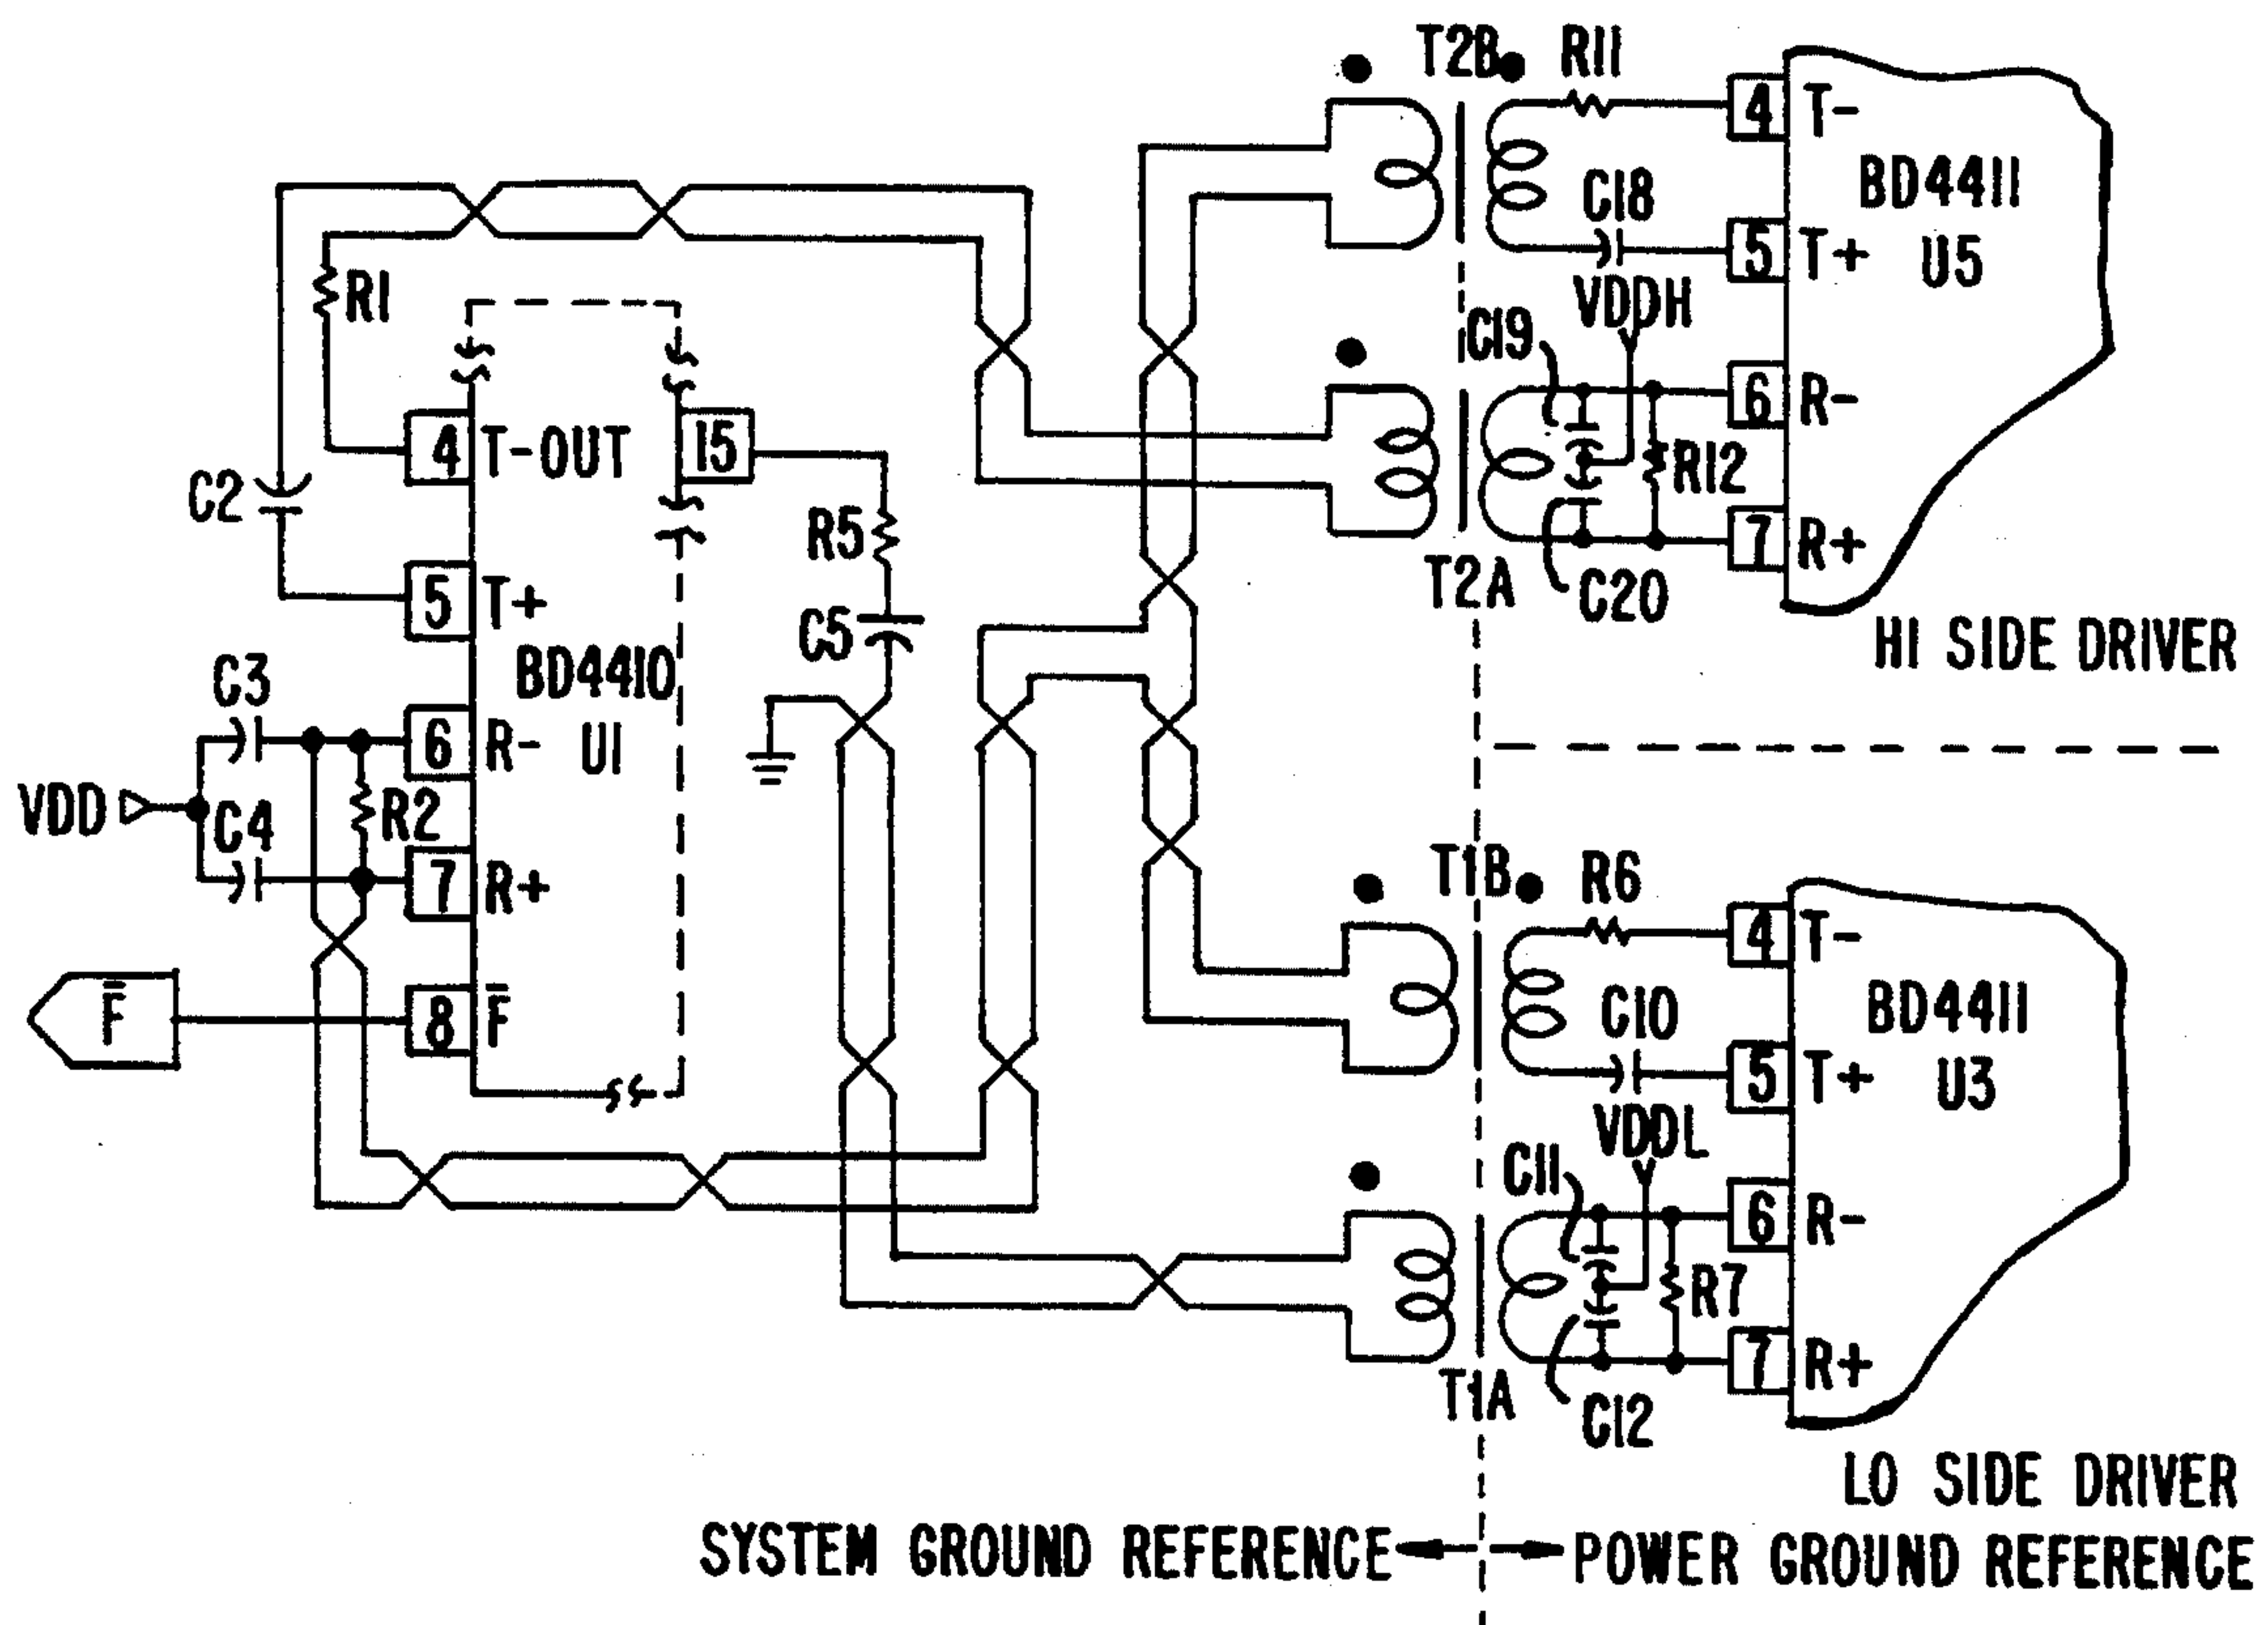 T2B R11
4 T-
BD4411
C18
5 T+ U5
VDDH
C19
R1
6 R-
4 T-OUT 15
R12
C2
R5
7 R+
T2A
C20
5 T+
C5
HI SIDE DRIVER
C3
BD4410
6 R- U1
VDD C4 R2
T1B R6
7 R+
4 T-
F̅ 8 F̅
C10 BD4411
5 T+ U3
VDDL
C11
6 R-
R7
7 R+
T1A
C12
LO SIDE DRIVER
SYSTEM GROUND REFERENCE POWER GROUND REFERENCE